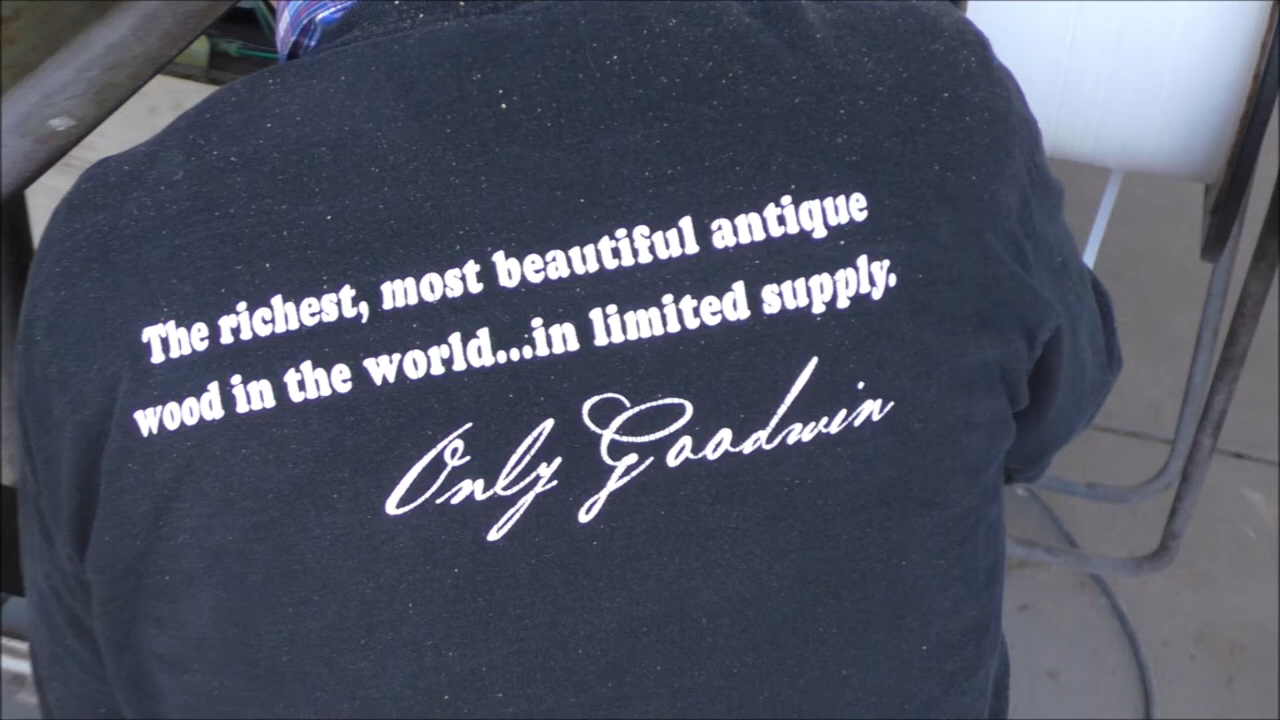 The richest, most beautiful antique
wood in the world...in limited supply.
Only Goodwin